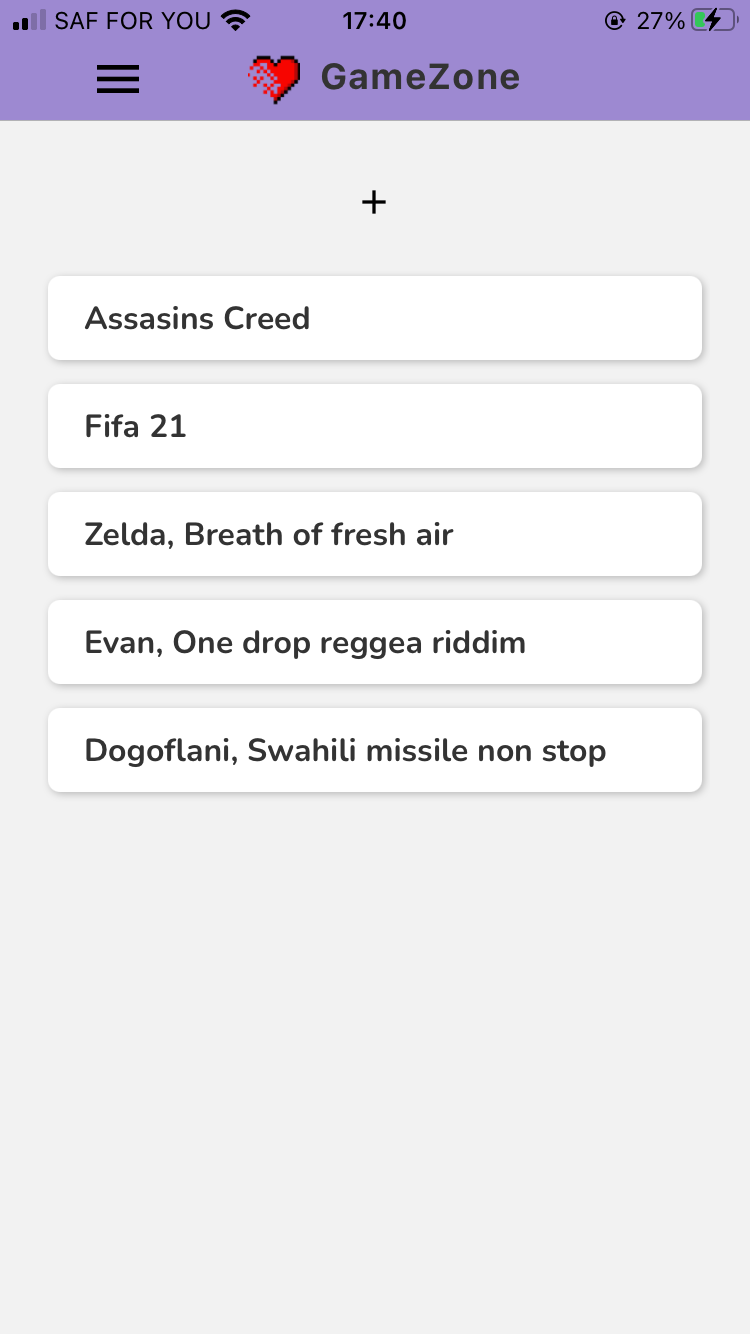 SAF FOR YOU 17:40 27%
GameZone
+
Assasins Creed
Fifa 21
Zelda, Breath of fresh air
Evan, One drop reggea riddim
Dogoflani, Swahili missile non stop